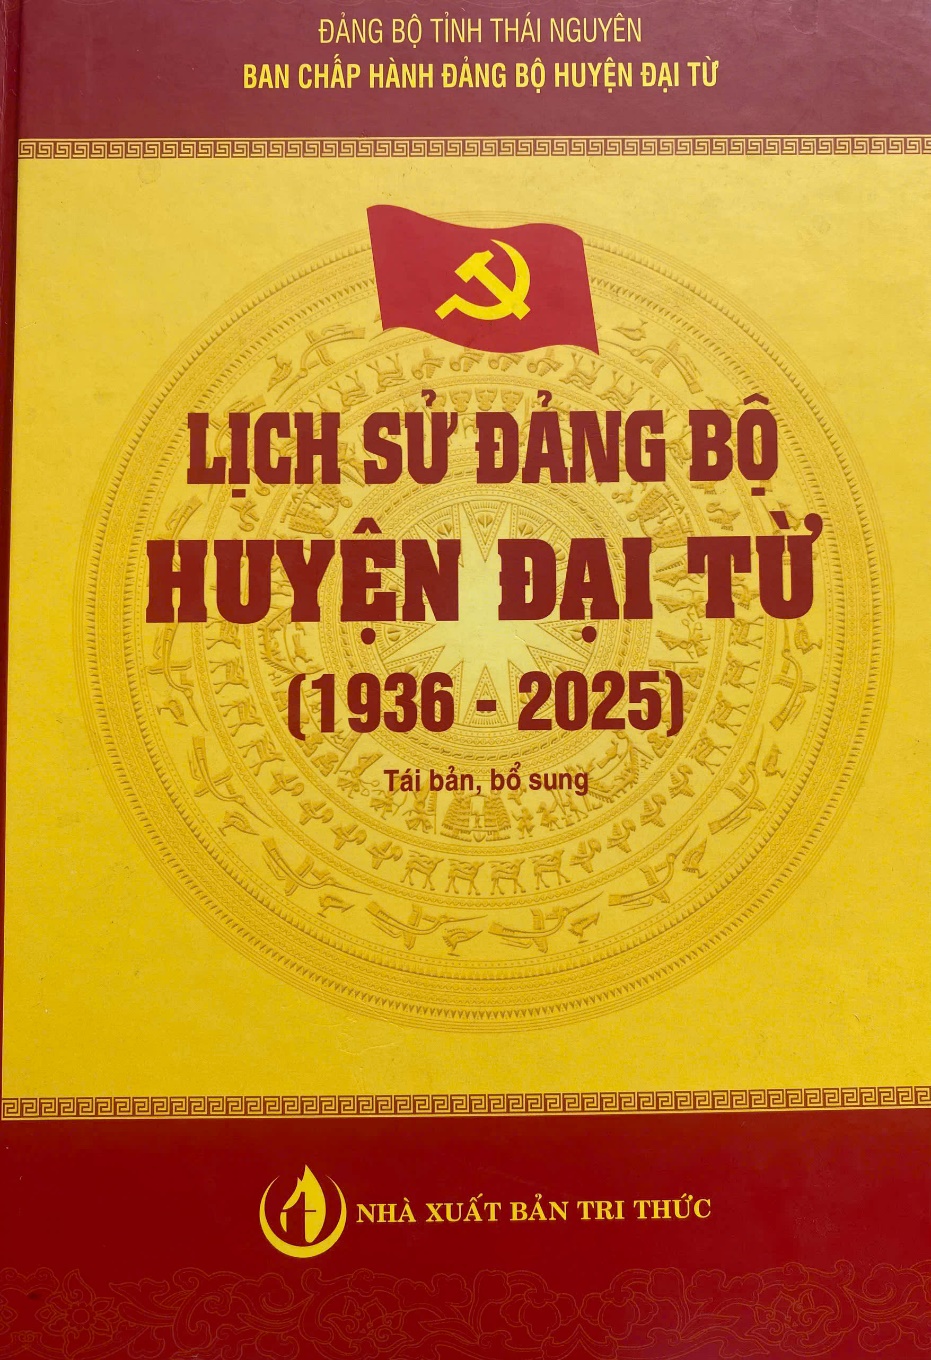 ĐẢNG BỘ TỈNH THÁI NGUYÊN
BAN CHẤP HÀNH ĐẢNG BỘ HUYỆN ĐẠI TỪ
LỊCH SỬ ĐẢNG BỘ
HUYỆN ĐẠI TỪ
(1936 - 2025)
Tái bản, bổ sung
NHÀ XUẤT BẢN TRI THỨC